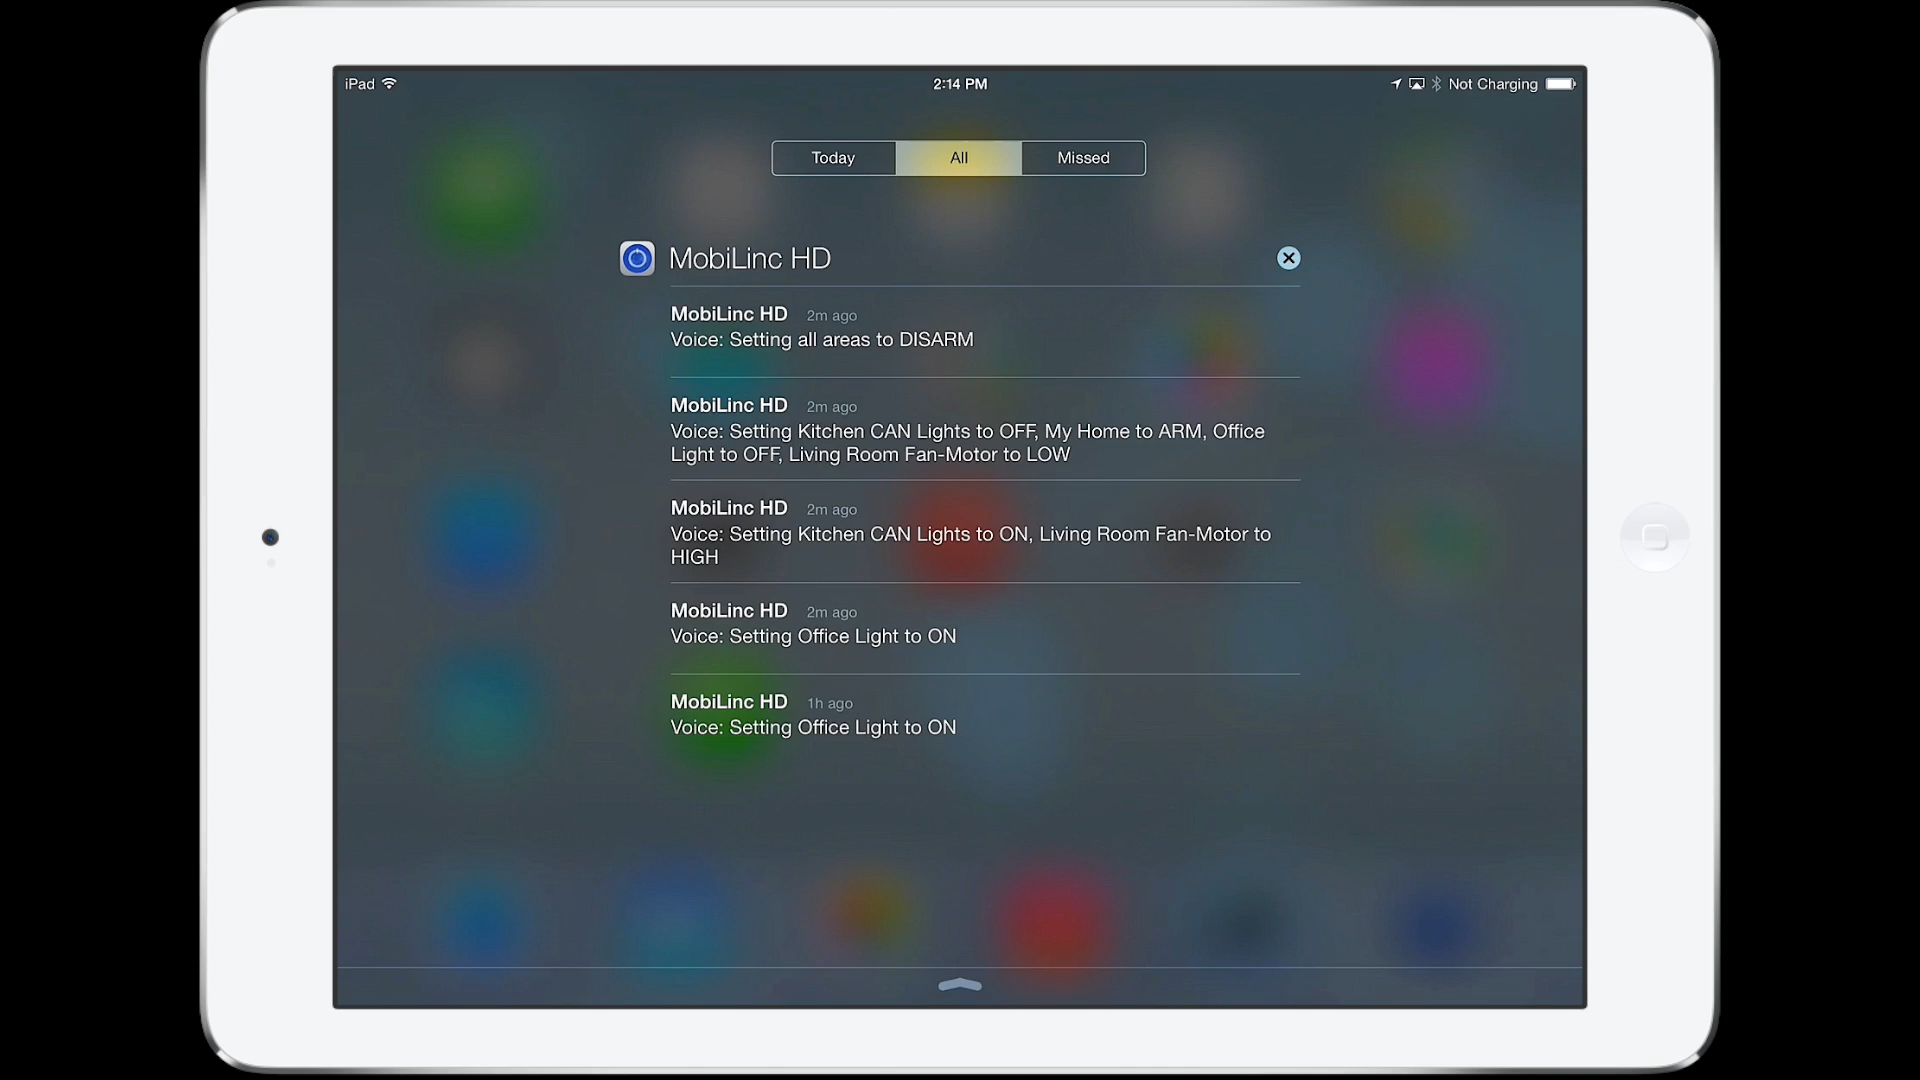 iPad
2:14 PM
Not Charging
Today
All
Missed
MobiLinc HD
MobiLinc HD 2m ago
Voice: Setting all areas to DISARM
MobiLinc HD 2m ago
Voice: Setting Kitchen CAN Lights to OFF, My Home to ARM, Office
Light to OFF, Living Room Fan-Motor to LOW
MobiLinc HD 2m ago
Voice: Setting Kitchen CAN Lights to ON, Living Room Fan-Motor to
HIGH
MobiLinc HD 2m ago
Voice: Setting Office Light to ON
MobiLinc HD 1h ago
Voice: Setting Office Light to ON